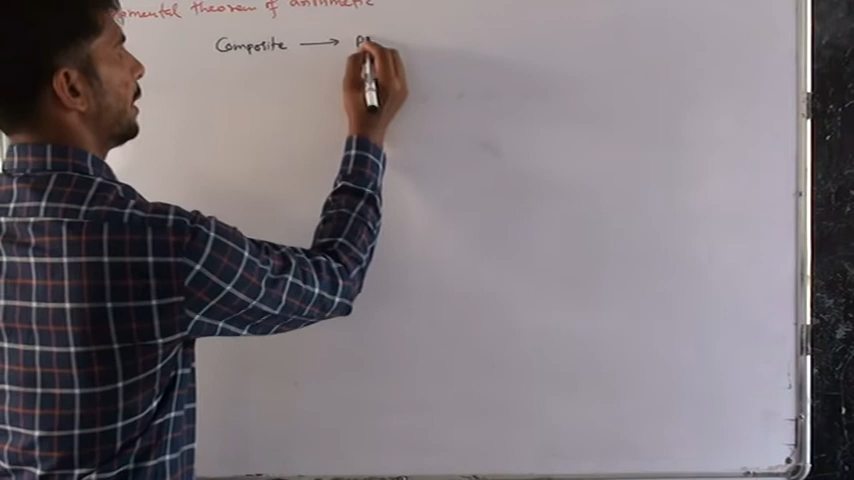 theorem of arithmetic
Composite → P